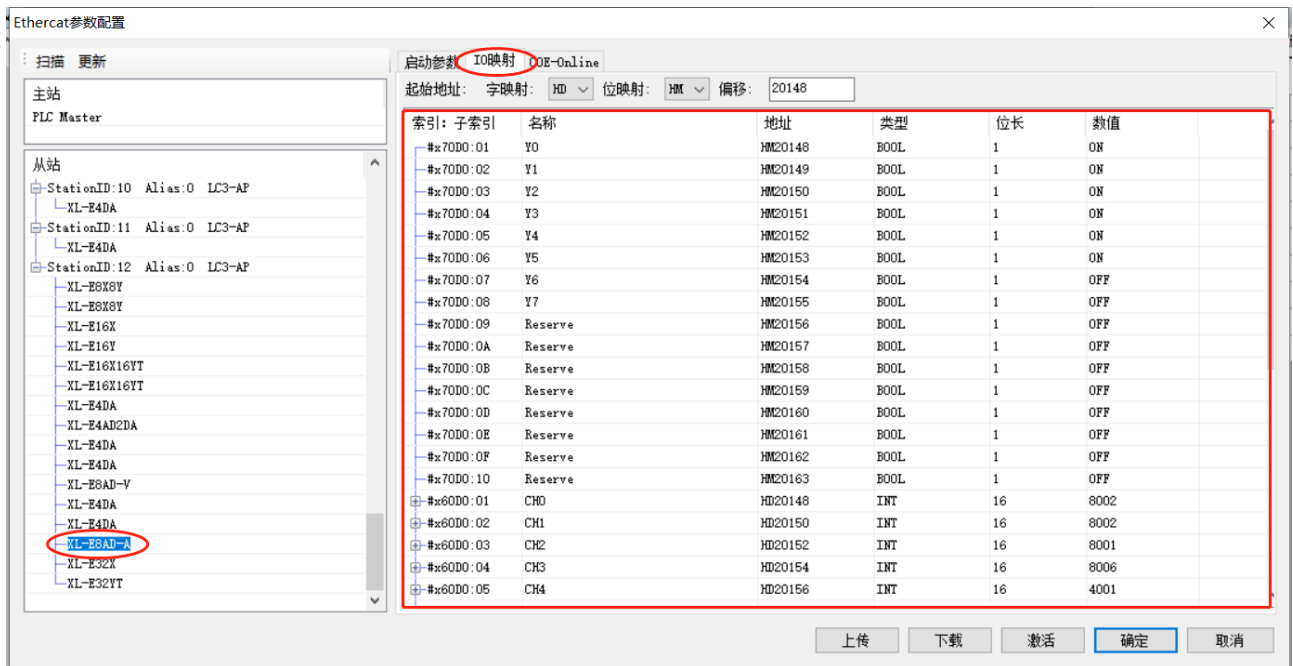 Ethercat参数配置
扫描 更新
主站
PLC Master
从站
StationID:10 Alias:0 LC3-AP
XL-E4DA
StationID:11 Alias:0 LC3-AP
XL-E4DA
StationID:12 Alias:0 LC3-AP
XL-E8X8Y
XL-E8X8Y
XL-E16X
XL-E16Y
XL-E16X16YT
XL-E16X16YT
XL-E4DA
XL-E4AD2DA
XL-E4DA
XL-E4DA
XL-E8AD-V
XL-E4DA
XL-E4DA
XL-E8AD-A
XL-E32X
XL-E32YT
启动参数 IO映射 COE-Online
起始地址: 字映射: HD 位映射: HM 偏移: 20148
索引: 子索引 名称 地址 类型 位长 数值
#x70D0:01 Y0 HM20148 BOOL 1 ON
#x70D0:02 Y1 HM20149 BOOL 1 ON
#x70D0:03 Y2 HM20150 BOOL 1 ON
#x70D0:04 Y3 HM20151 BOOL 1 ON
#x70D0:05 Y4 HM20152 BOOL 1 ON
#x70D0:06 Y5 HM20153 BOOL 1 ON
#x70D0:07 Y6 HM20154 BOOL 1 OFF
#x70D0:08 Y7 HM20155 BOOL 1 OFF
#x70D0:09 Reserve HM20156 BOOL 1 OFF
#x70D0:0A Reserve HM20157 BOOL 1 OFF
#x70D0:0B Reserve HM20158 BOOL 1 OFF
#x70D0:0C Reserve HM20159 BOOL 1 OFF
#x70D0:0D Reserve HM20160 BOOL 1 OFF
#x70D0:0E Reserve HM20161 BOOL 1 OFF
#x70D0:0F Reserve HM20162 BOOL 1 OFF
#x70D0:10 Reserve HM20163 BOOL 1 OFF
#x60D0:01 CH0 HD20148 INT 16 8002
#x60D0:02 CH1 HD20150 INT 16 8002
#x60D0:03 CH2 HD20152 INT 16 8001
#x60D0:04 CH3 HD20154 INT 16 8006
#x60D0:05 CH4 HD20156 INT 16 4001
上传 下载 激活 确定 取消